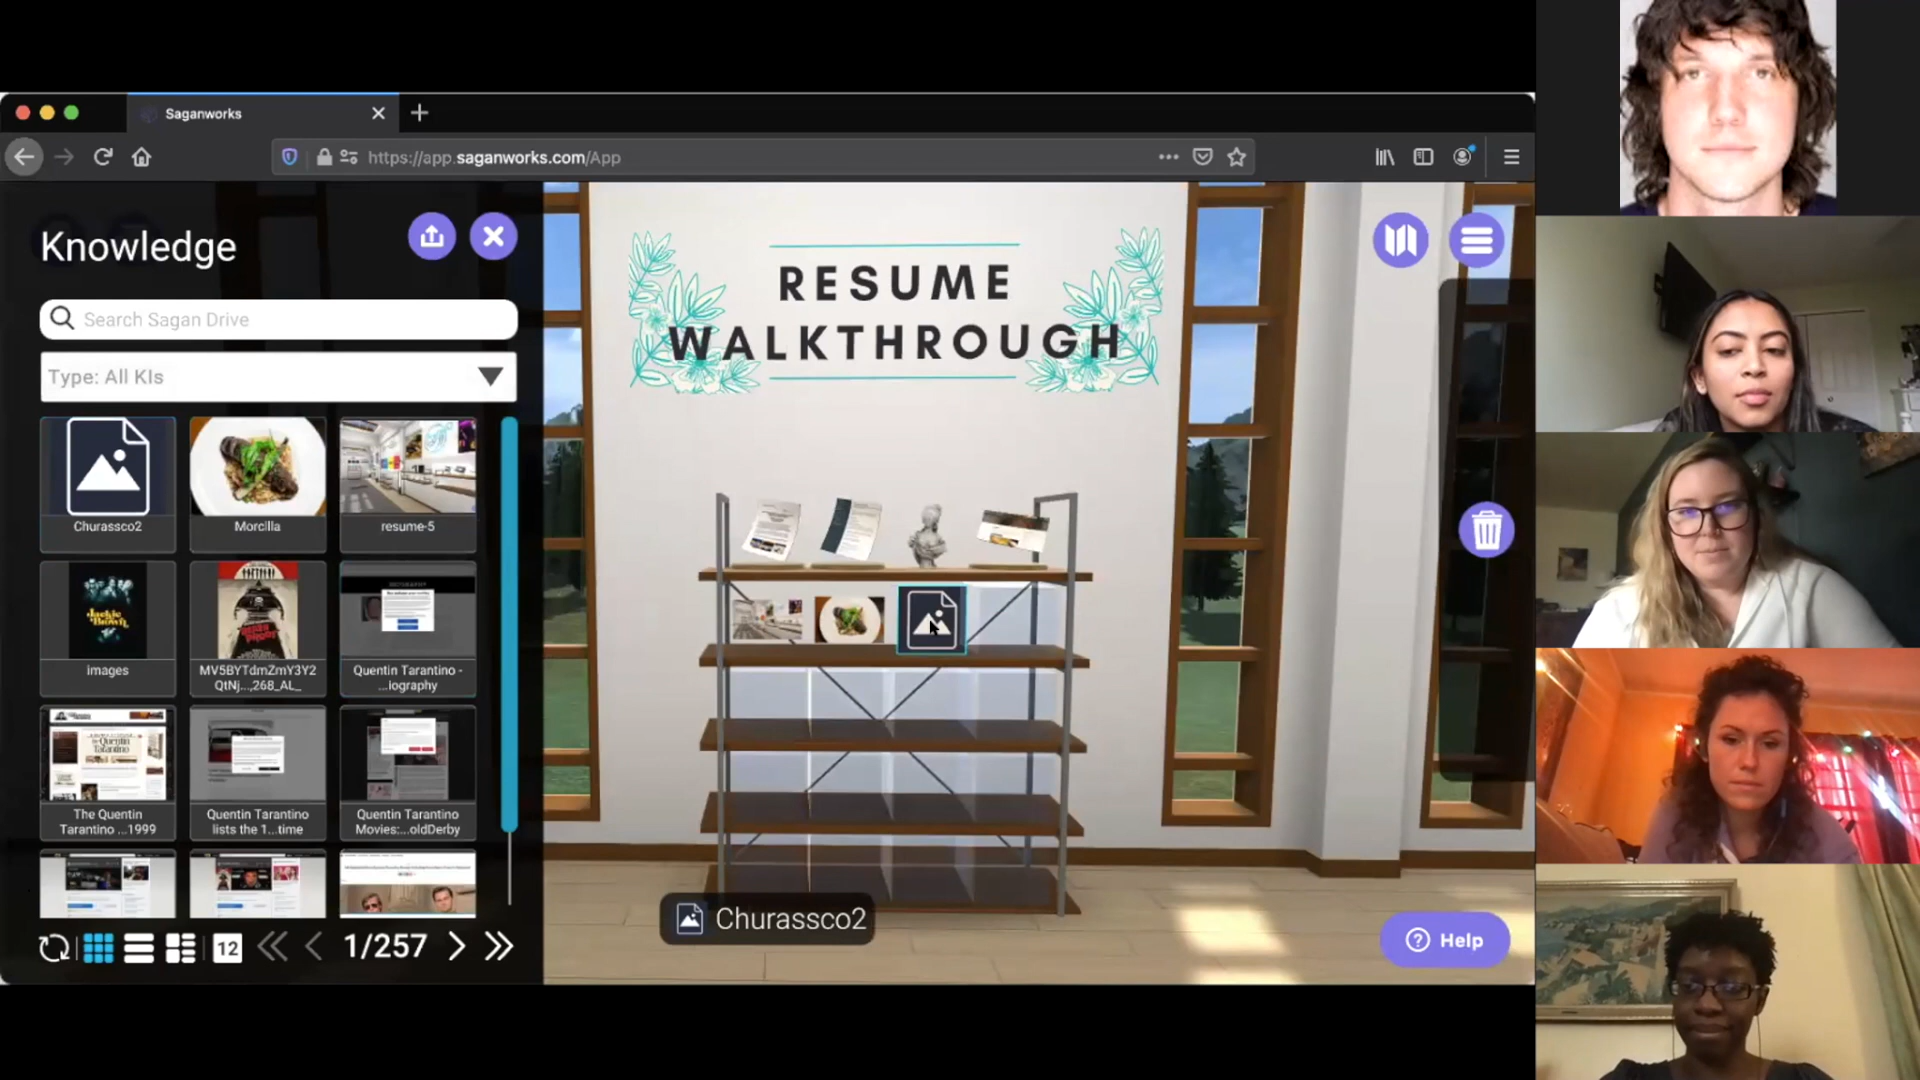 Saganworks
https://app.saganworks.com/App
Knowledge
Search Sagan Drive
Type: All KIs
Churassco2
Morcilla
resume-5
Jackie
Brown
images
MV5BYTdmZmY3Y2
QtNj...,268_AL_
Quentin Tarantino -
...iography
The Quentin
Tarantino ...1999
Quentin Tarantino
lists the 1...time
Quentin Tarantino
Movies:...oldDerby
12
1/257
RESUME
WALKTHROUGH
Churassco2
Help